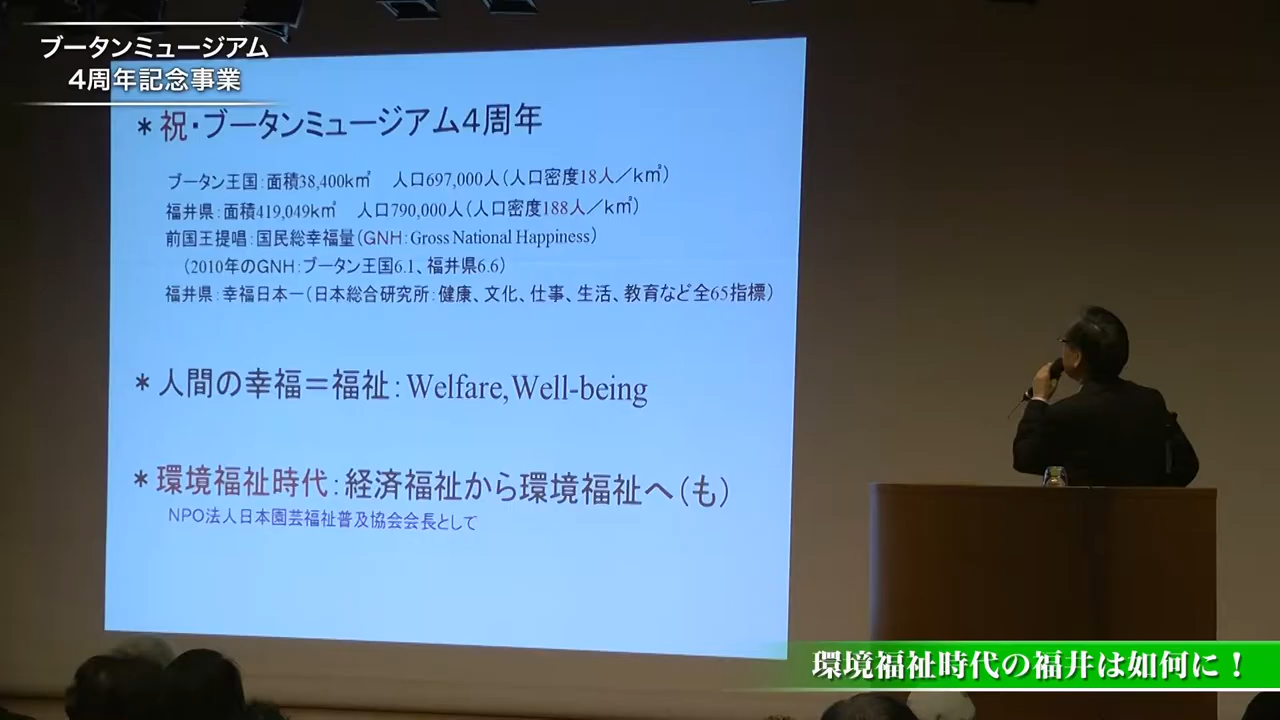 ブータンミュージアム
4周年記念事業
＊祝・ブータンミュージアム4周年
ブータン王国：面積38,400k㎡　人口697,000人（人口密度18人／k㎡）
福井県：面積419,049k㎡　人口790,000人（人口密度188人／k㎡）
前国王提唱：国民総幸福量（GNH：Gross National Happiness）
（2010年のGNH：ブータン王国6.1、福井県6.6）
福井県：幸福日本一（日本総合研究所：健康、文化、仕事、生活、教育など全65指標）
＊人間の幸福＝福祉：Welfare,Well-being
＊環境福祉時代：経済福祉から環境福祉へ（も）
NPO法人日本園芸福祉普及協会会長として
環境福祉時代の福井は如何に！